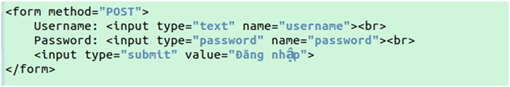 <form method="POST">
Username: <input type="text" name="username"><br>
Password: <input type="password" name="password"><br>
<input type="submit" value="Đăng nhập">
</form>